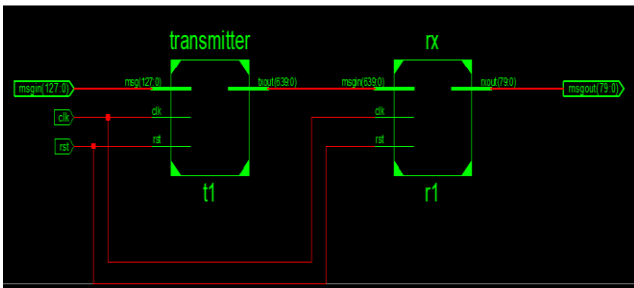 transmitter
rx
msgin(127:0)
msg(127:0)
txout(639:0)
msgin(639:0)
rxout(79:0)
msgout(79:0)
clk
clk
clk
rst
rst
rst
t1
r1